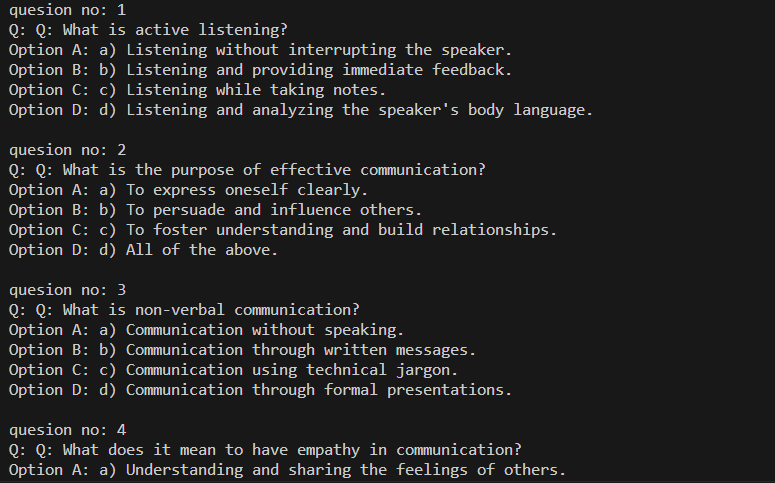 quesion no: 1
Q: Q: What is active listening?
Option A: a) Listening without interrupting the speaker.
Option B: b) Listening and providing immediate feedback.
Option C: c) Listening while taking notes.
Option D: d) Listening and analyzing the speaker's body language.

quesion no: 2
Q: Q: What is the purpose of effective communication?
Option A: a) To express oneself clearly.
Option B: b) To persuade and influence others.
Option C: c) To foster understanding and build relationships.
Option D: d) All of the above.

quesion no: 3
Q: Q: What is non-verbal communication?
Option A: a) Communication without speaking.
Option B: b) Communication through written messages.
Option C: c) Communication using technical jargon.
Option D: d) Communication through formal presentations.

quesion no: 4
Q: Q: What does it mean to have empathy in communication?
Option A: a) Understanding and sharing the feelings of others.